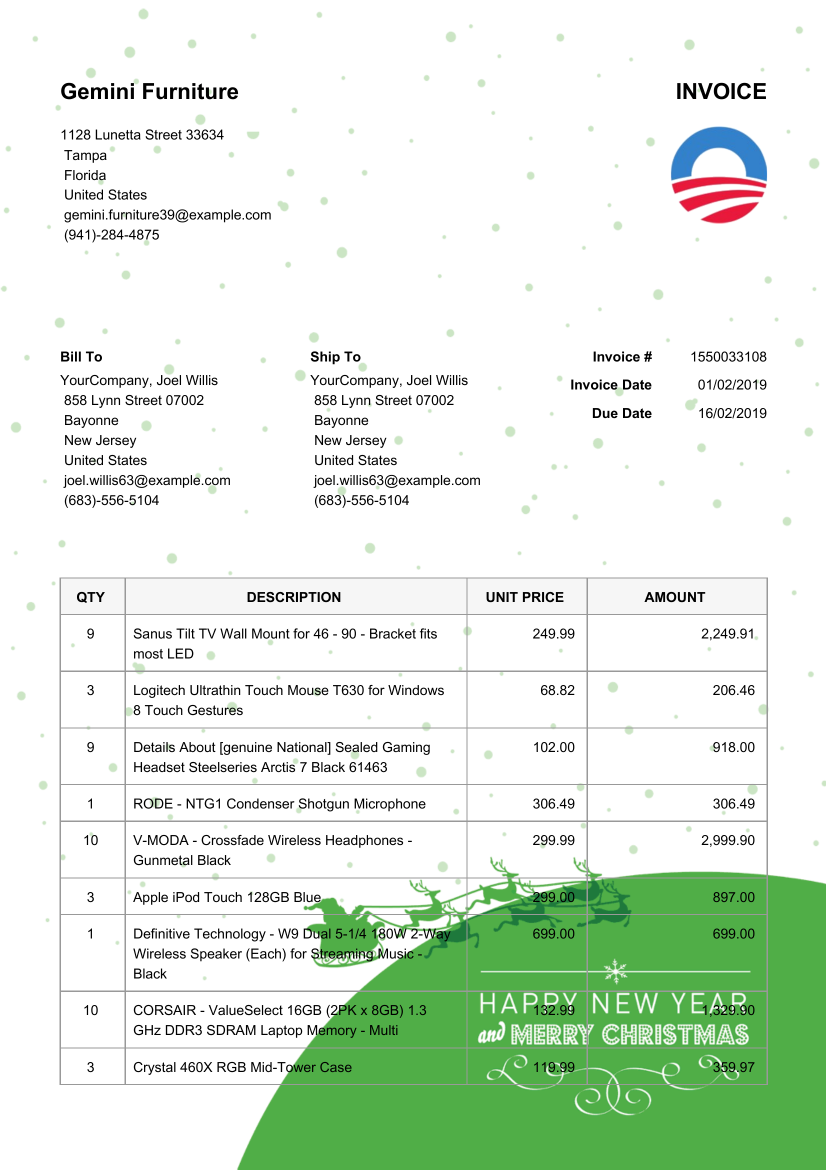 Gemini Furniture
INVOICE
1128 Lunetta Street 33634
Tampa
Florida
United States
gemini.furniture39@example.com
(941)-284-4875
Bill To
YourCompany, Joel Willis
858 Lynn Street 07002
Bayonne
New Jersey
United States
joel.willis63@example.com
(683)-556-5104
Ship To
YourCompany, Joel Willis
858 Lynn Street 07002
Bayonne
New Jersey
United States
joel.willis63@example.com
(683)-556-5104
Invoice # 1550033108
Invoice Date 01/02/2019
Due Date 16/02/2019
QTY DESCRIPTION UNIT PRICE AMOUNT
9 Sanus Tilt TV Wall Mount for 46 - 90 - Bracket fits 249.99 2,249.91
most LED
3 Logitech Ultrathin Touch Mouse T630 for Windows 68.82 206.46
8 Touch Gestures
9 Details About [genuine National] Sealed Gaming 102.00 918.00
Headset Steelseries Arctis 7 Black 61463
1 RODE - NTG1 Condenser Shotgun Microphone 306.49 306.49
10 V-MODA - Crossfade Wireless Headphones - 299.99 2,999.90
Gunmetal Black
3 Apple iPod Touch 128GB Blue 299.00 897.00
1 Definitive Technology - W9 Dual 5-1/4 180W 2-Way 699.00 699.00
Wireless Speaker (Each) for Streaming Music -
Black
10 CORSAIR - ValueSelect 16GB (2PK x 8GB) 1.3 132.99 1,329.90
GHz DDR3 SDRAM Laptop Memory - Multi
3 Crystal 460X RGB Mid-Tower Case 119.99 359.97
HAPPY NEW YEAR
and MERRY CHRISTMAS